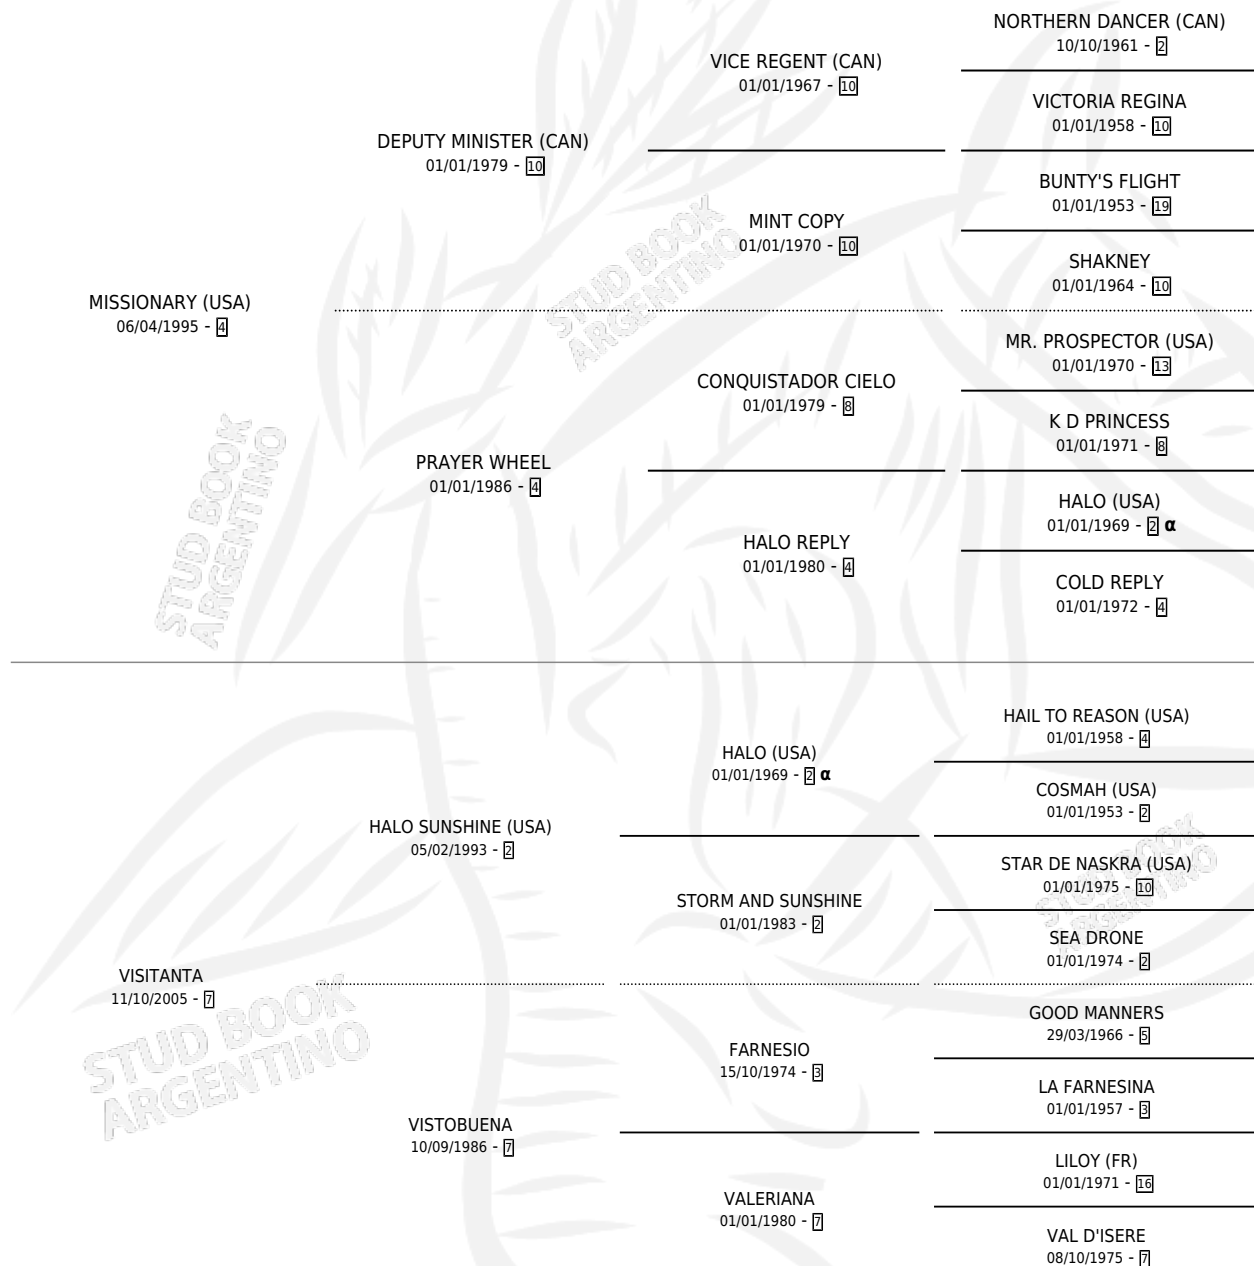 NORTHERN DANCER (CAN)
10/10/1961 - 2
VICE REGENT (CAN)
01/01/1967 - 10
VICTORIA REGINA
01/01/1958 - 10
DEPUTY MINISTER (CAN)
01/01/1979 - 10
BUNTY'S FLIGHT
01/01/1953 - 19
MINT COPY
01/01/1970 - 10
SHAKNEY
01/01/1964 - 10
MISSIONARY (USA)
06/04/1995 - 4
MR. PROSPECTOR (USA)
01/01/1970 - 13
CONQUISTADOR CIELO
01/01/1979 - 8
K D PRINCESS
01/01/1971 - 8
PRAYER WHEEL
01/01/1986 - 4
HALO (USA)
01/01/1969 - 2 α
HALO REPLY
01/01/1980 - 4
COLD REPLY
01/01/1972 - 4
HAIL TO REASON (USA)
01/01/1958 - 4
HALO (USA)
01/01/1969 - 2 α
COSMAH (USA)
01/01/1953 - 2
HALO SUNSHINE (USA)
05/02/1993 - 2
STAR DE NASKRA (USA)
01/01/1975 - 10
STORM AND SUNSHINE
01/01/1983 - 2
SEA DRONE
01/01/1974 - 2
VISITANTA
11/10/2005 - 7
GOOD MANNERS
29/03/1966 - 5
FARNESIO
15/10/1974 - 3
LA FARNESINA
01/01/1957 - 3
VISTOBUENA
10/09/1986 - 7
LILOY (FR)
01/01/1971 - 16
VALERIANA
01/01/1980 - 7
VAL D'ISERE
08/10/1975 - 7
STUD BOOK
ARGENTINO
STUD BOOK
ARGENTINO
STUD BOOK
ARGENTINO
STUD BOOK
ARGENTINO